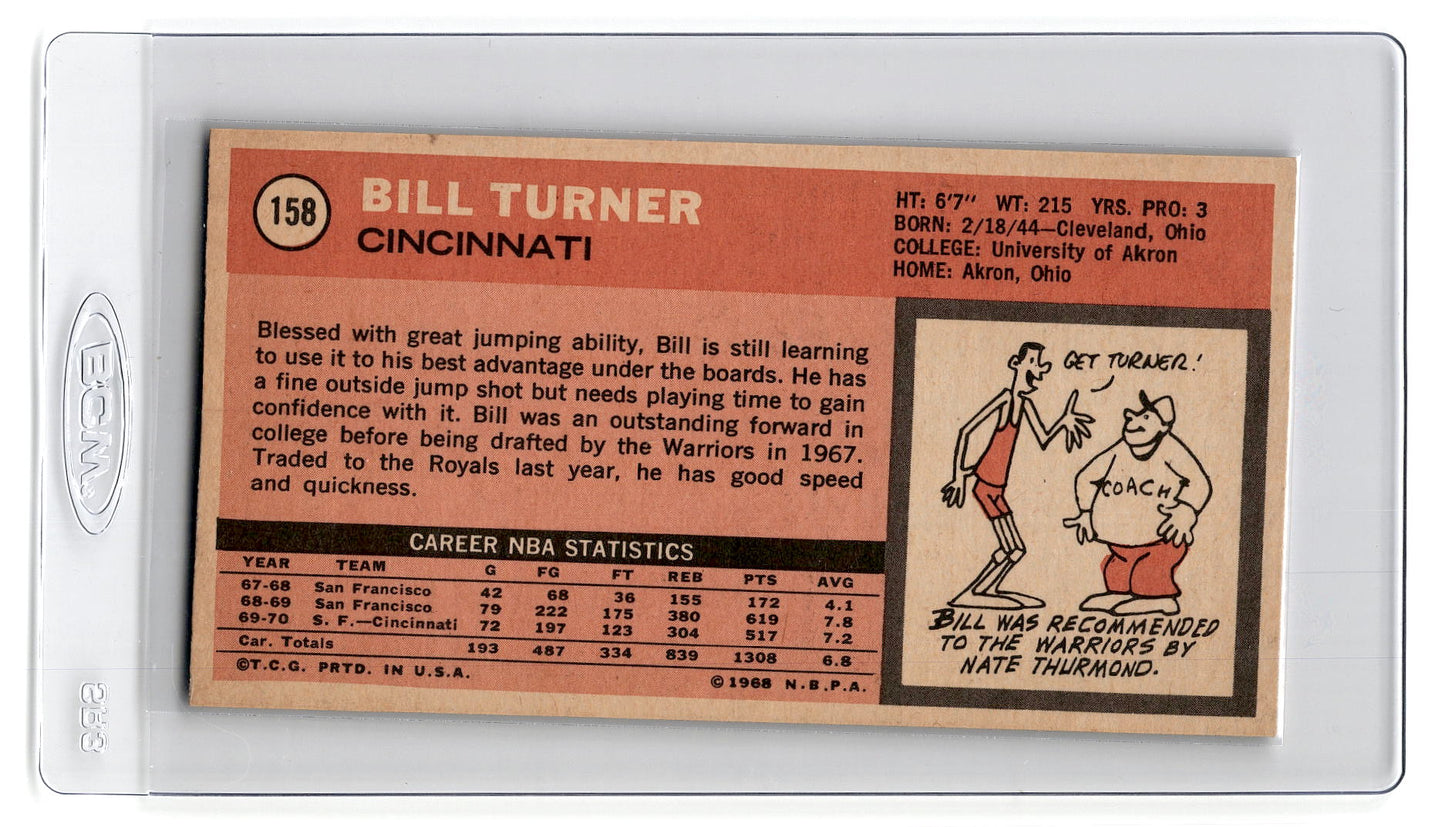 158
BILL TURNER
CINCINNATI
HT: 6'7" WT: 215 YRS. PRO: 3
BORN: 2/18/44—Cleveland, Ohio
COLLEGE: University of Akron
HOME: Akron, Ohio
Blessed with great jumping ability, Bill is still learning
to use it to his best advantage under the boards. He has
a fine outside jump shot but needs playing time to gain
confidence with it. Bill was an outstanding forward in
college before being drafted by the Warriors in 1967.
Traded to the Royals last year, he has good speed
and quickness.
CAREER NBA STATISTICS
YEAR TEAM G FG FT REB PTS AVG
67-68 San Francisco 42 68 36 155 172 4.1
68-69 San Francisco 79 222 175 380 619 7.8
69-70 S. F.—Cincinnati 72 197 123 304 517 7.2
Car. Totals 193 487 334 839 1308 6.8
©T.C.G. PRTD. IN U.S.A. ©1968 N.B.P.A.
GET TURNER!
COACH
BILL WAS RECOMMENDED
TO THE WARRIORS BY
NATE THURMOND.
BCW